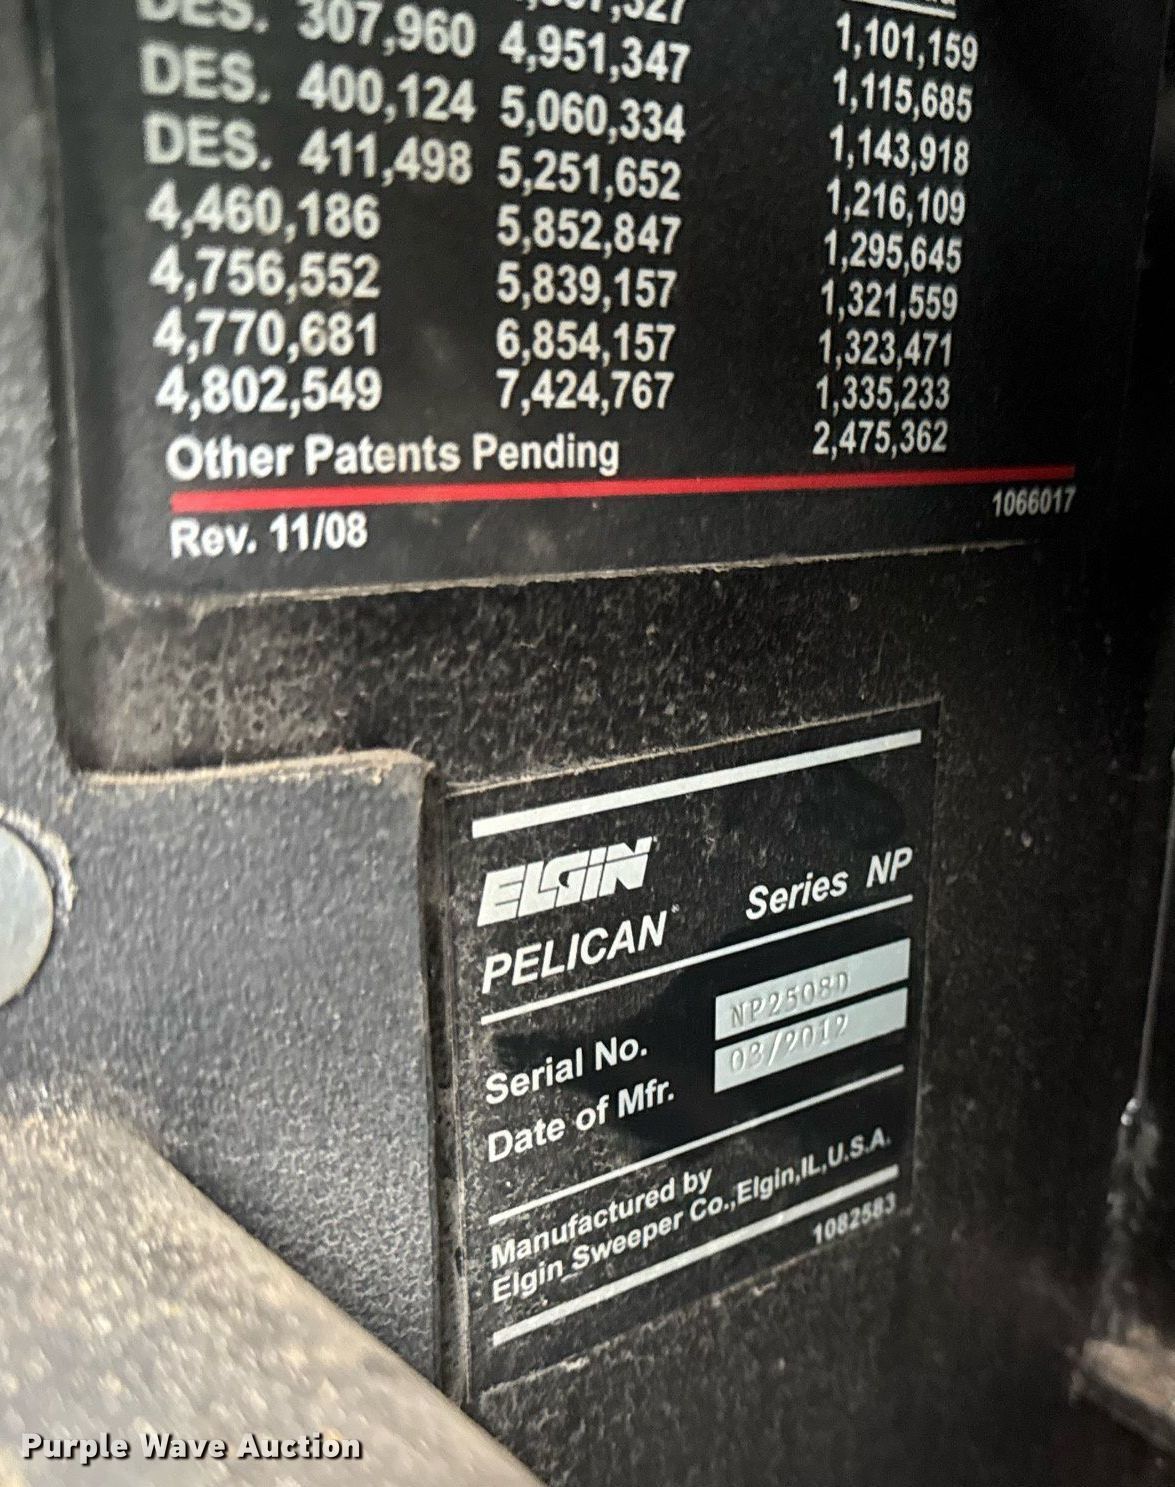 DES. 307,960 4,951,347 1,101,159
DES. 400,124 5,060,334 1,115,685
DES. 411,498 5,251,652 1,143,918
4,460,186 5,852,847 1,216,109
4,756,552 5,839,157 1,295,645
4,770,681 6,854,157 1,321,559
4,802,549 7,424,767 1,323,471
1,335,233
Other Patents Pending 2,475,362
Rev. 11/08 1066017
ELGIN
PELICAN® Series NP
Serial No. NP2508D
Date of Mfr. 03/2012
Manufactured by
Elgin Sweeper Co.,Elgin,IL,U.S.A.
1082583
Purple Wave Auction